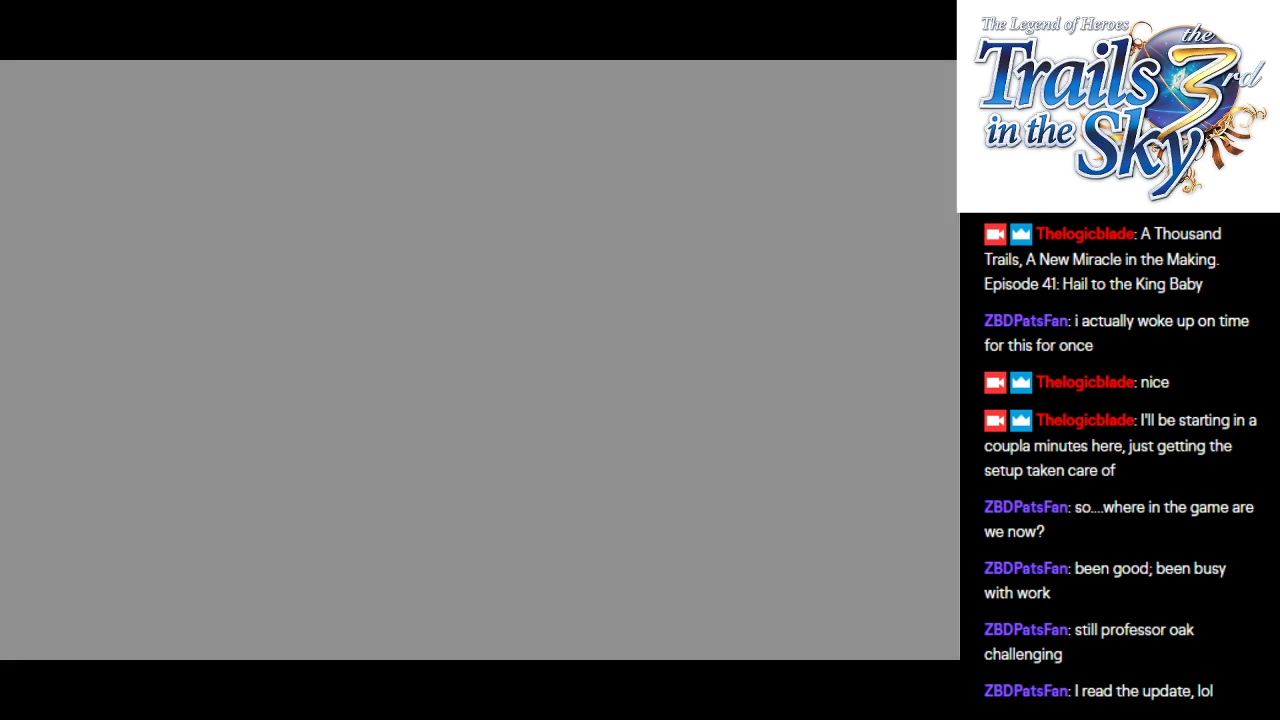 The Legend of Heroes
Trails in the Sky the 3rd
Thelogicblade: A Thousand
Trails, A New Miracle in the Making.
Episode 41: Hail to the King Baby
ZBDPatsFan: i actually woke up on time
for this for once
Thelogicblade: nice
Thelogicblade: I'll be starting in a
coupla minutes here, just getting the
setup taken care of
ZBDPatsFan: so....where in the game are
we now?
ZBDPatsFan: been good; been busy
with work
ZBDPatsFan: still professor oak
challenging
ZBDPatsFan: I read the update, lol